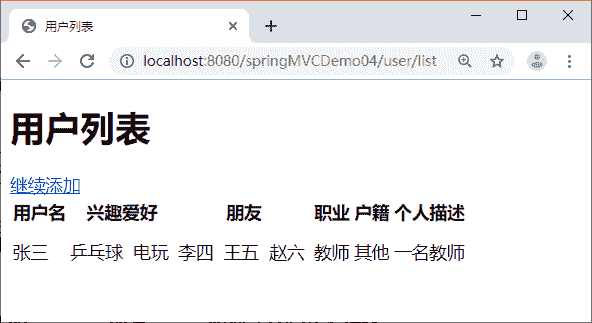 用户列表
localhost:8080/springMVCDemo04/user/list
用户列表
继续添加
用户名 兴趣爱好 朋友 职业 户籍 个人描述
张三 乒乓球 电玩 李四 王五 赵六 教师 其他 一名教师